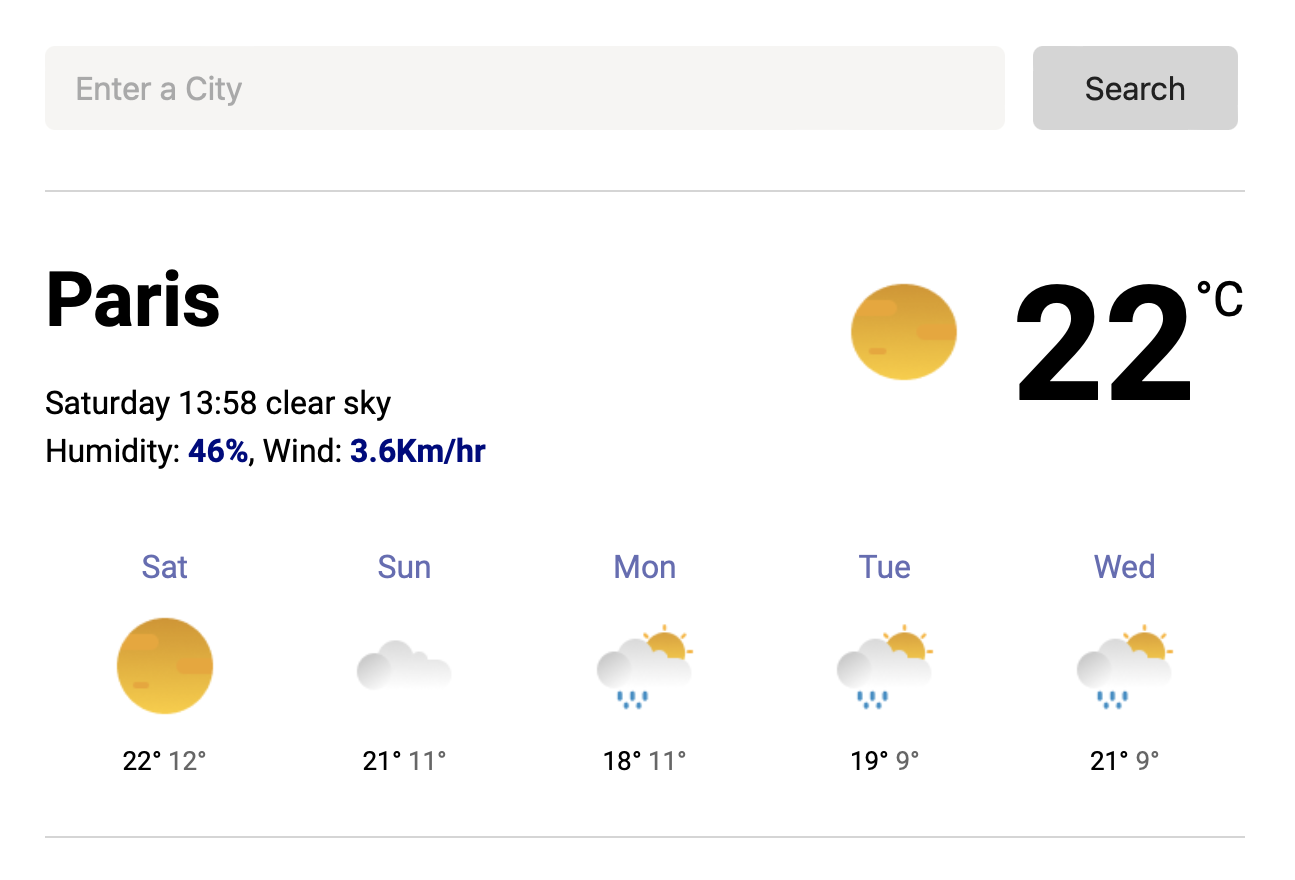 Enter a City
Search
Paris
22 °C
Saturday 13:58 clear sky
Humidity: 46%, Wind: 3.6Km/hr
Sat Sun Mon Tue Wed
22° 12° 21° 11° 18° 11° 19° 9° 21° 9°